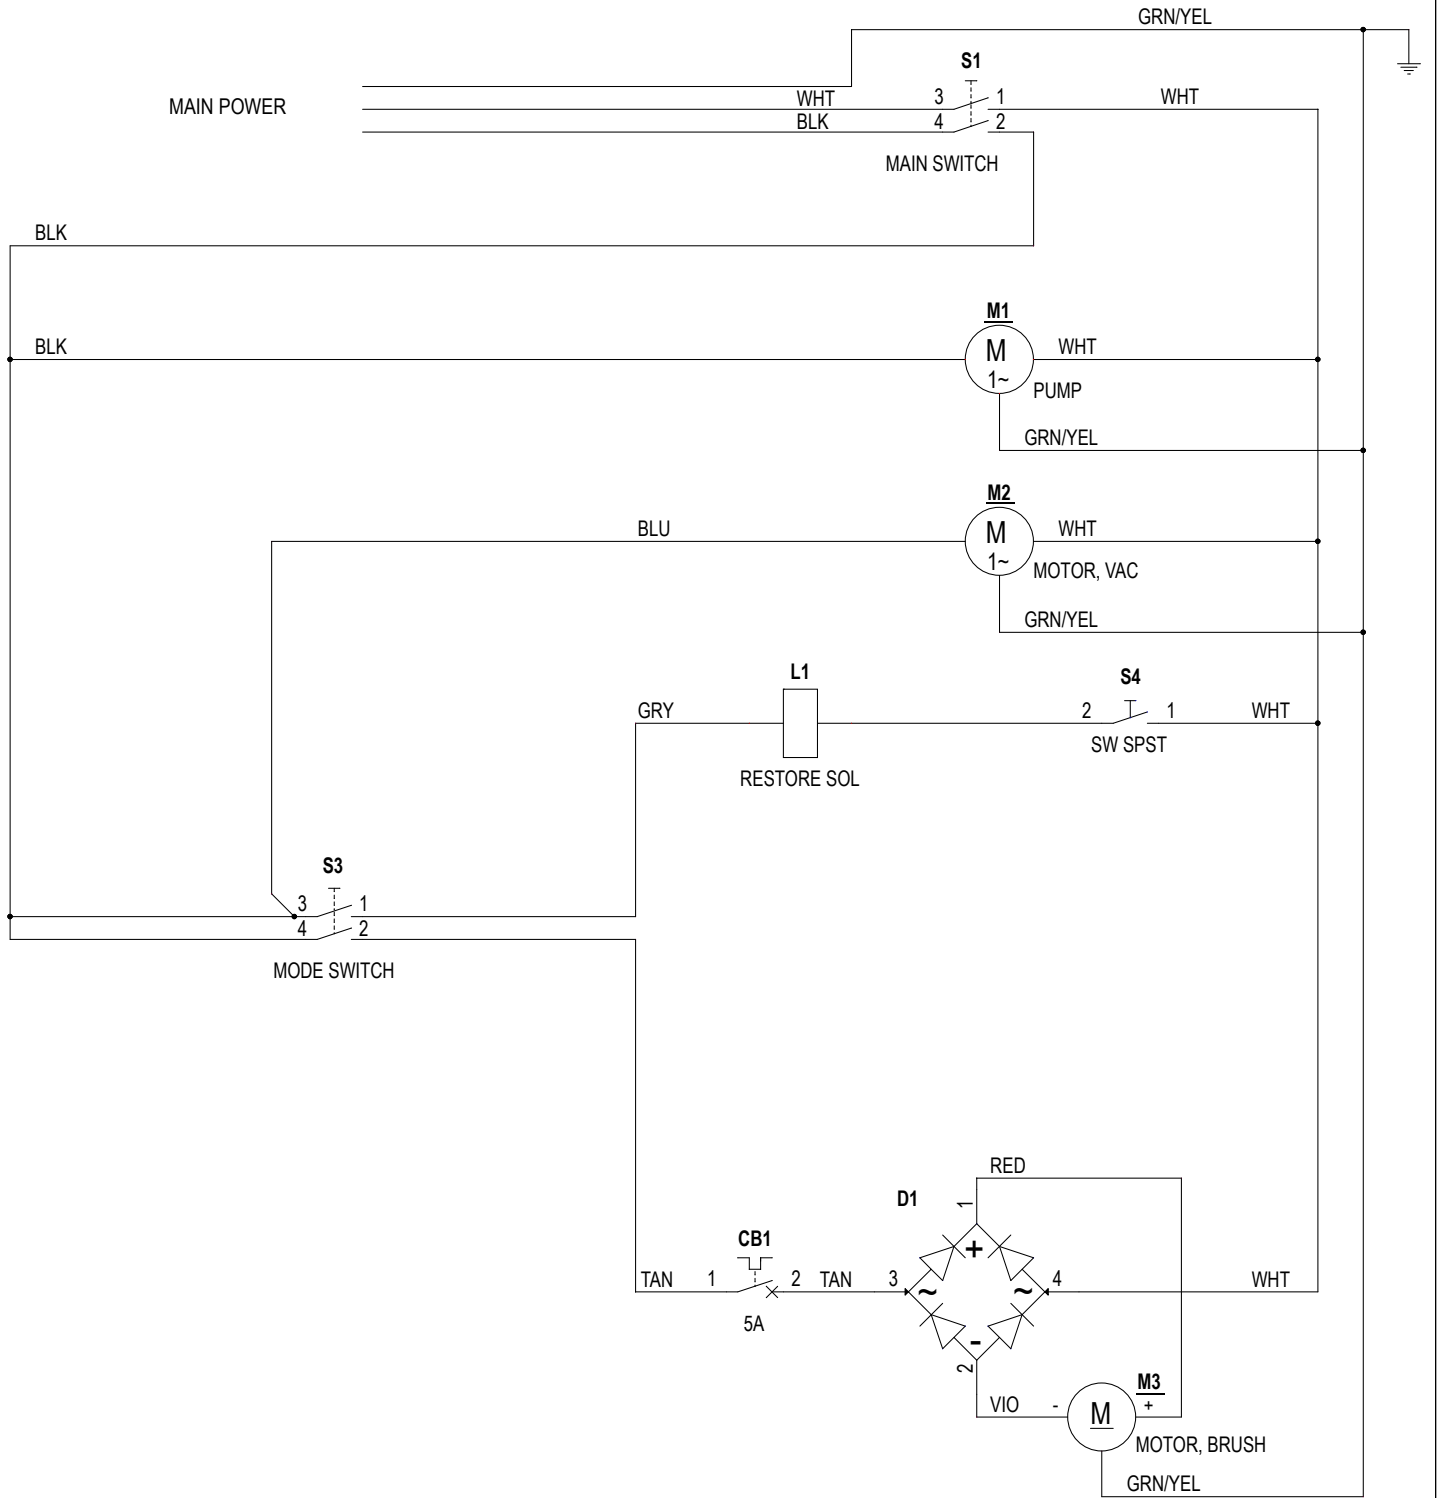 GRN/YEL
S1
MAIN POWER
WHT 3 1 WHT
BLK 4 2
MAIN SWITCH
BLK
M1
BLK M WHT
1~
PUMP
GRN/YEL
M2
BLU M WHT
1~
MOTOR, VAC
GRN/YEL
L1
S4
GRY 2 1 WHT
SW SPST
RESTORE SOL
S3
3 1
4 2
MODE SWITCH
RED
D1 1
CB1
+
TAN 1 2 TAN 3 ~ ~ 4 WHT
5A
-
2
M3
VIO - M +
MOTOR, BRUSH
GRN/YEL